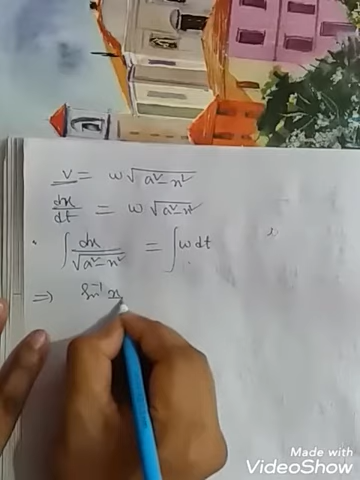 v = w √a²-x²
dx/dt = w √a²-x²
∫ dx/√a²-x² = ∫ w dt
⇒ Sin⁻¹ x
Made with
VideoShow